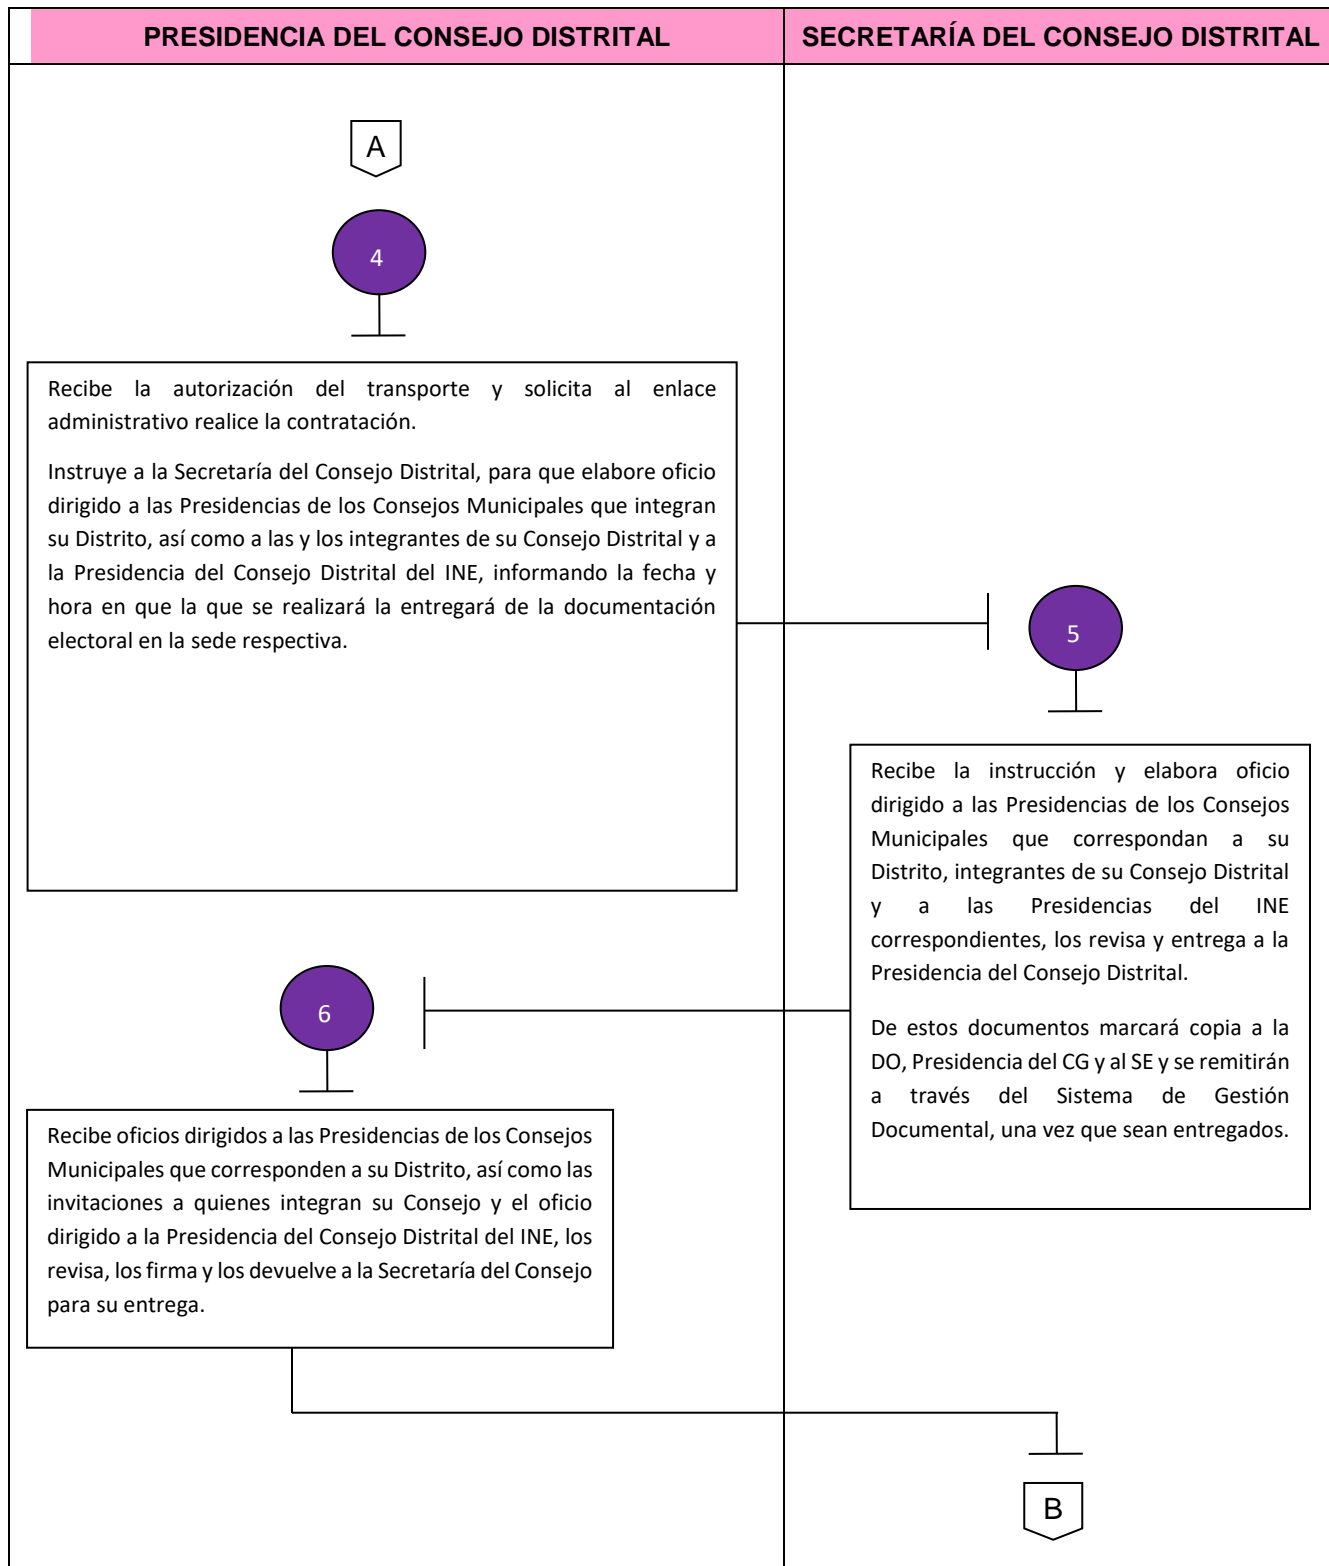 PRESIDENCIA DEL CONSEJO DISTRITAL
SECRETARÍA DEL CONSEJO DISTRITAL
A
4
Recibe la autorización del transporte y solicita al enlace
administrativo realice la contratación.
Instruye a la Secretaría del Consejo Distrital, para que elabore oficio
dirigido a las Presidencias de los Consejos Municipales que integran
su Distrito, así como a las y los integrantes de su Consejo Distrital y a
la Presidencia del Consejo Distrital del INE, informando la fecha y
hora en que la que se realizará la entregará de la documentación
electoral en la sede respectiva.
5
Recibe la instrucción y elabora oficio
dirigido a las Presidencias de los Consejos
Municipales que correspondan a su
Distrito, integrantes de su Consejo Distrital
y a las Presidencias del INE
correspondientes, los revisa y entrega a la
Presidencia del Consejo Distrital.
De estos documentos marcará copia a la
DO, Presidencia del CG y al SE y se remitirán
a través del Sistema de Gestión
Documental, una vez que sean entregados.
6
Recibe oficios dirigidos a las Presidencias de los Consejos
Municipales que corresponden a su Distrito, así como las
invitaciones a quienes integran su Consejo y el oficio
dirigido a la Presidencia del Consejo Distrital del INE, los
revisa, los firma y los devuelve a la Secretaría del Consejo
para su entrega.
B